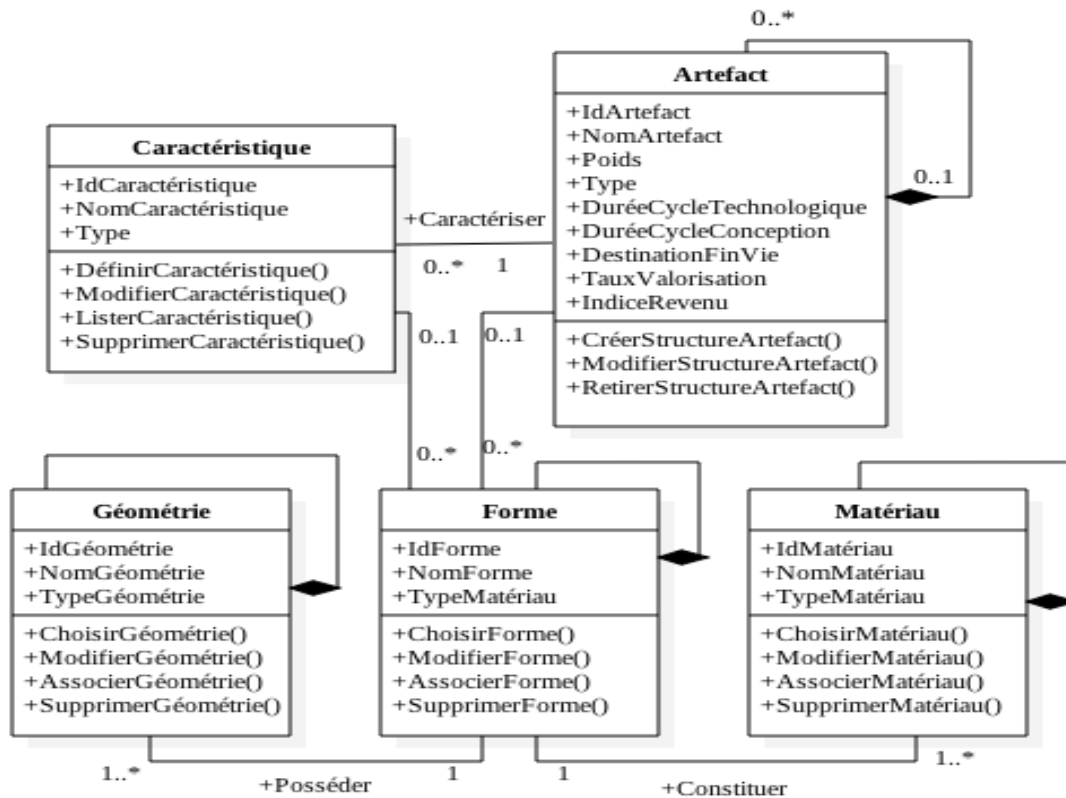 0..*
Artefact
+IdArtefact
+NomArtefact
+Poids
+Type
+DuréeCycleTechnologique
+DuréeCycleConception
+DestinationFinVie
+TauxValorisation
+IndiceRevenu
+CréerStructureArtefact()
+ModifierStructureArtefact()
+RetirerStructureArtefact()
0..1
Caractéristique
+IdCaractéristique
+NomCaractéristique
+Type
+DéfinirCaractéristique()
+ModifierCaractéristique()
+ListerCaractéristique()
+SupprimerCaractéristique()
+Caractériser
0..* 1
0..1 0..1
0..* 0..*
Géométrie
+IdGéométrie
+NomGéométrie
+TypeGéométrie
+ChoisirGéométrie()
+ModifierGéométrie()
+AssocierGéométrie()
+SupprimerGéométrie()
Forme
+IdForme
+NomForme
+TypeMatériau
+ChoisirForme()
+ModifierForme()
+AssocierForme()
+SupprimerForme()
Matériau
+IdMatériau
+NomMatériau
+TypeMatériau
+ChoisirMatériau()
+ModifierMatériau()
+AssocierMatériau()
+SupprimerMatériau()
1..* +Posséder 1
1 +Constituer 1..*